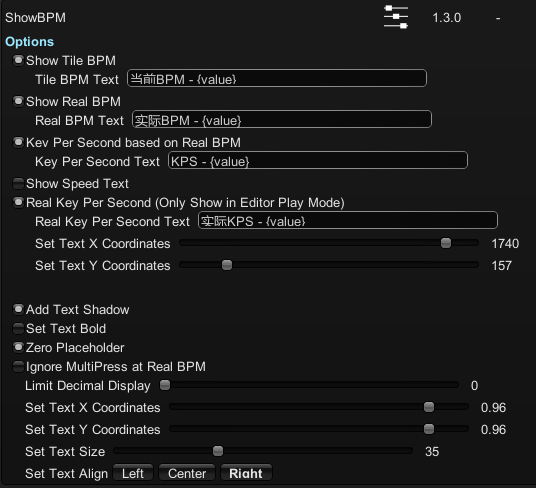 ShowBPM 1.3.0 -
Options
Show Tile BPM
Tile BPM Text 当前BPM - {value}
Show Real BPM
Real BPM Text 实际BPM - {value}
Key Per Second based on Real BPM
Key Per Second Text KPS - {value}
Show Speed Text
Real Key Per Second (Only Show in Editor Play Mode)
Real Key Per Second Text 实际KPS - {value}
Set Text X Coordinates 1740
Set Text Y Coordinates 157
Add Text Shadow
Set Text Bold
Zero Placeholder
Ignore MultiPress at Real BPM
Limit Decimal Display 0
Set Text X Coordinates 0.96
Set Text Y Coordinates 0.96
Set Text Size 35
Set Text Align Left Center Right